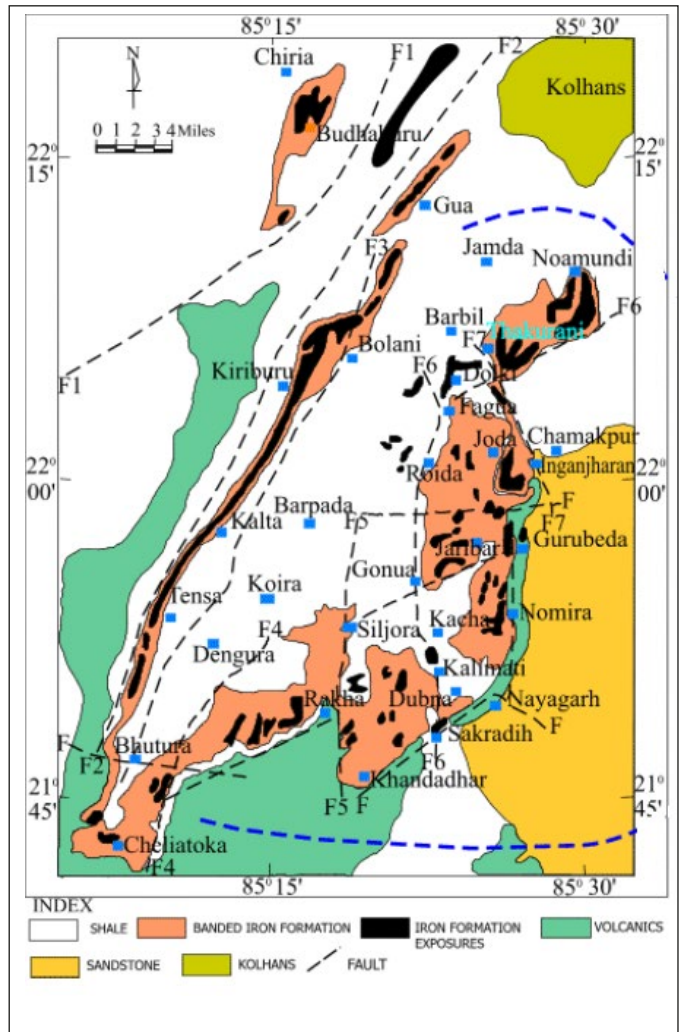 85° 15'
85° 30'
N
Chiria
F1
F2
Kolhans
0 1 2 3 4 Miles
Budhaburu
22° 15'
22° 15'
Gua
F3
Jamda
Noamundi
Barbil
F6
Thakurani
F7
Bolani
F6
Dolki
Kiriburu
F1
Fagua
Joda
Chamakpur
Inganjharan
Roida
22° 00'
22° 00'
Barpada
F5
F
F7
Kalta
Jaribar
Gurubeda
Gonua
Koira
Tensa
F4
Siljora
Kacha
Nomira
Dengura
Kalimati
Rakha
Dubna
Nayagarh
F
F
Bhutura
F2
Sakradih
F6
21° 45'
21° 45'
Khandadhar
F5
F
Cheliatoka
F4
85° 15'
85° 30'
INDEX
SHALE
BANDED IRON FORMATION
IRON FORMATION EXPOSURES
VOLCANICS
SANDSTONE
KOLHANS
FAULT